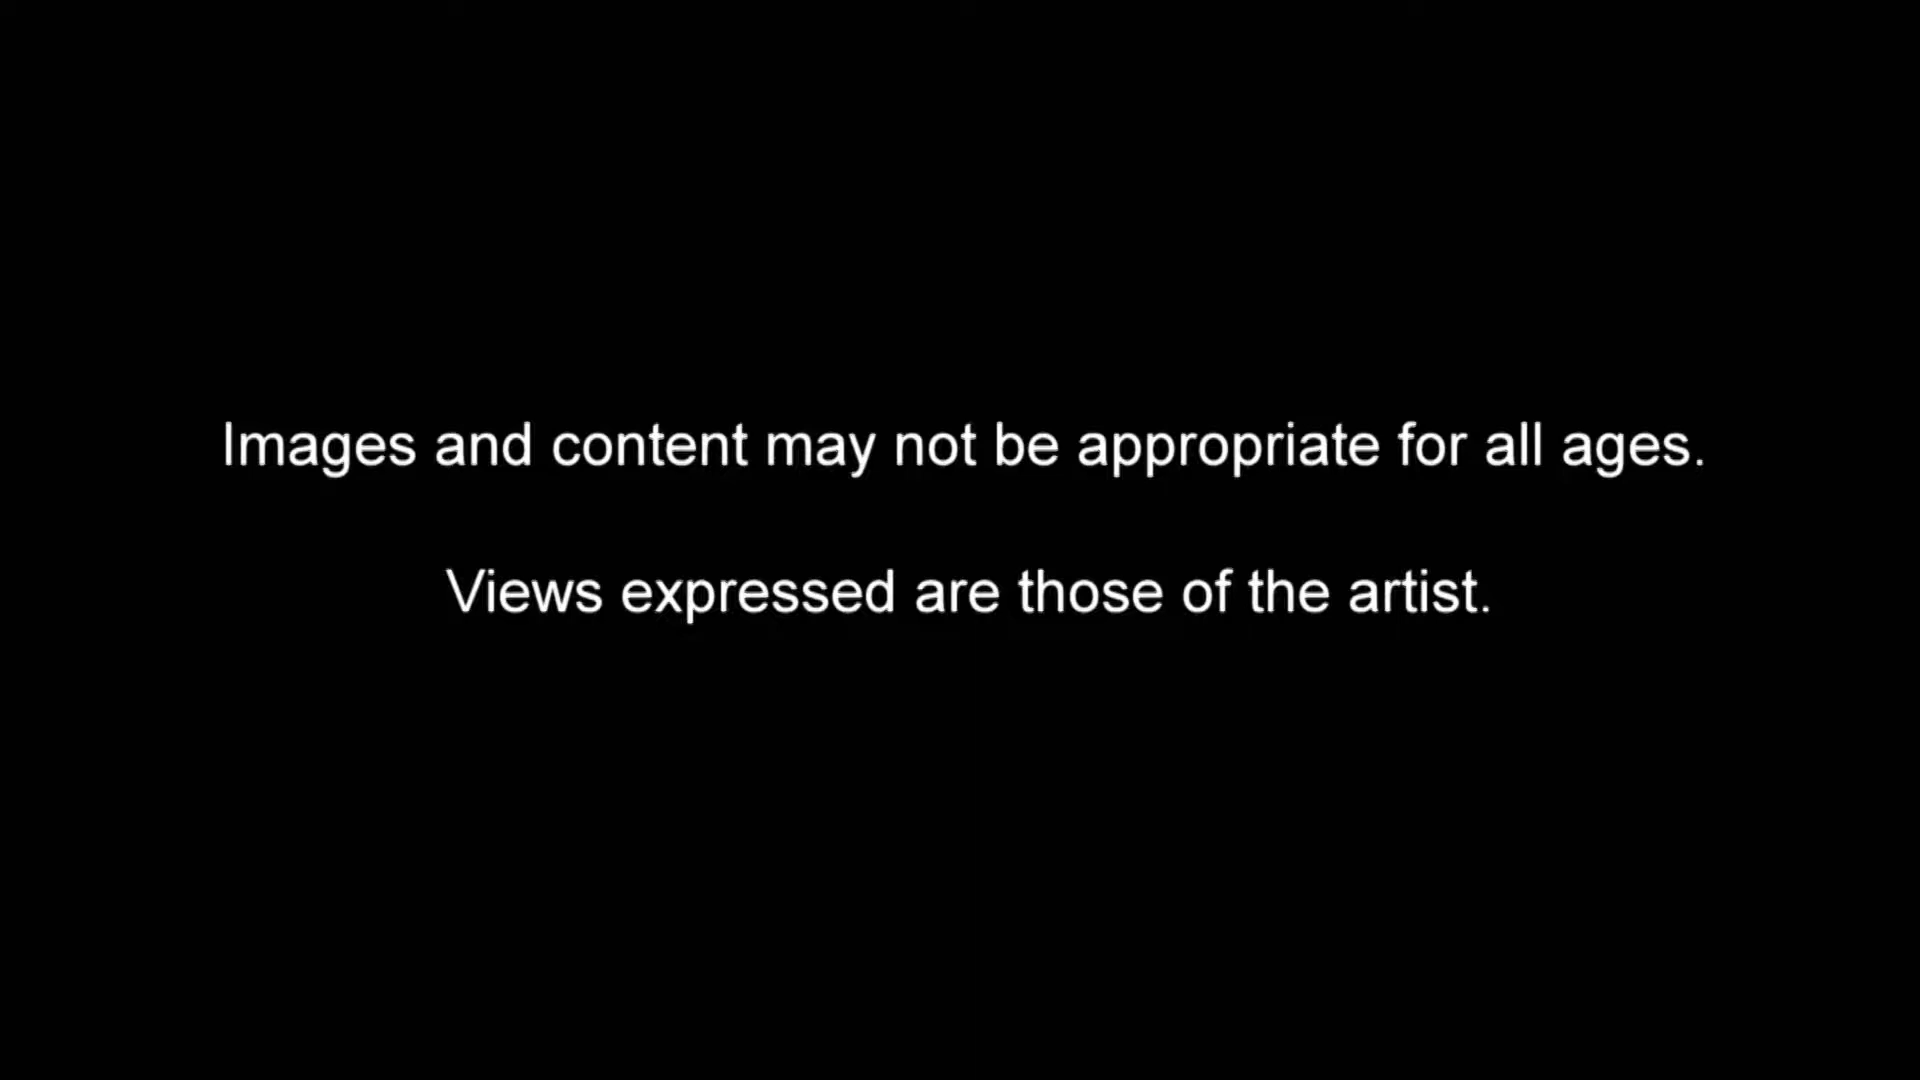 Images and content may not be appropriate for all ages.
Views expressed are those of the artist.